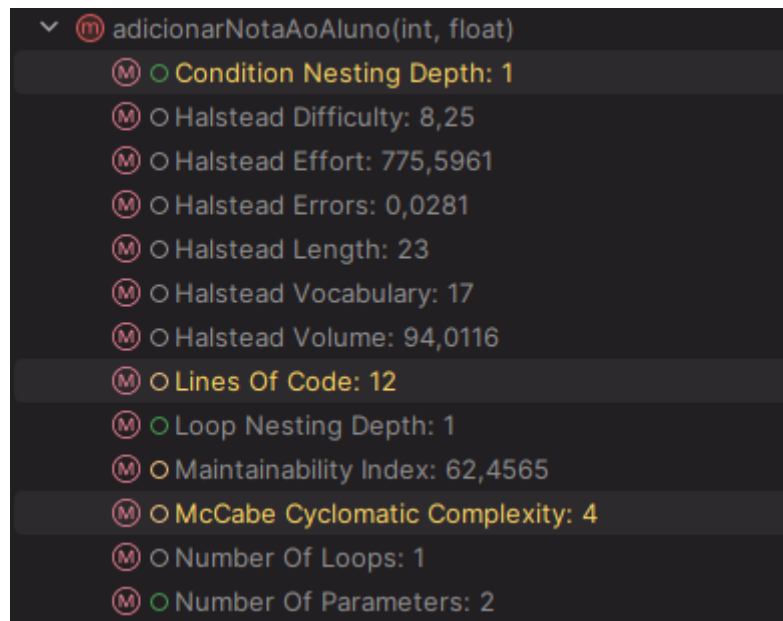 adicionarNotaAoAluno(int, float)
Condition Nesting Depth: 1
Halstead Difficulty: 8,25
Halstead Effort: 775,5961
Halstead Errors: 0,0281
Halstead Length: 23
Halstead Vocabulary: 17
Halstead Volume: 94,0116
Lines Of Code: 12
Loop Nesting Depth: 1
Maintainability Index: 62,4565
McCabe Cyclomatic Complexity: 4
Number Of Loops: 1
Number Of Parameters: 2